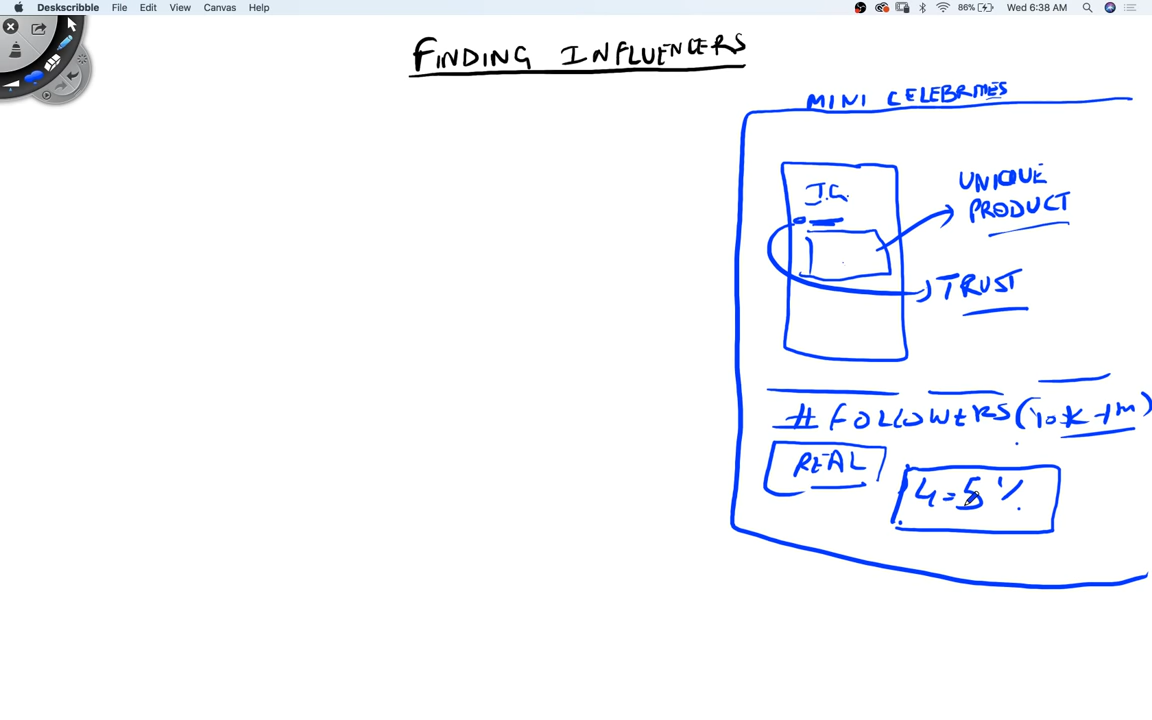 Deskscribble File Edit View Canvas Help 86% Wed 6:38 AM
FINDING INFLUENCERS
MINI CELEBRITIES
I.G.
UNIQUE
PRODUCT
TRUST
# FOLLOWERS (10K-1M)
REAL
4-5%